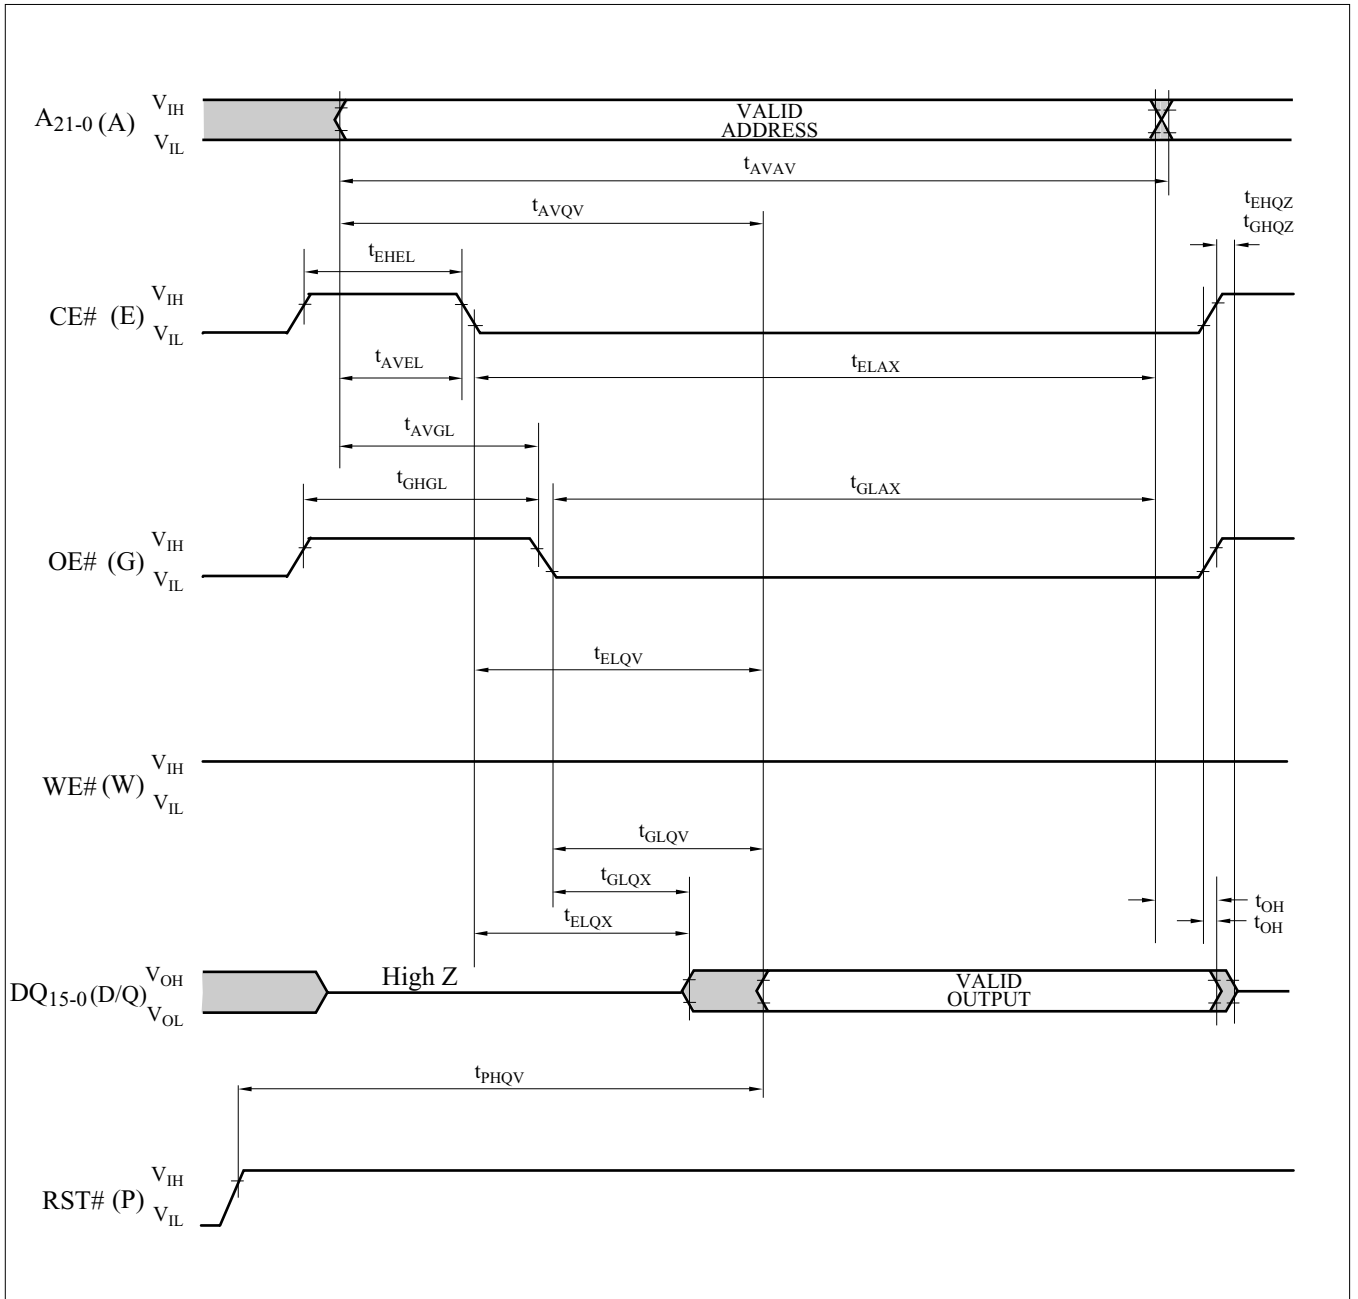 A21-0 (A) VIH VIL
VALID
ADDRESS
tAVAV
tAVQV
tEHQZ
tGHQZ
tEHEL
CE# (E) VIH VIL
tAVEL
tELAX
tAVGL
tGHGL
tGLAX
OE# (G) VIH VIL
tELQV
WE# (W) VIH VIL
tGLQV
tGLQX
tELQX
tOH
tOH
DQ15-0 (D/Q) VOH VOL
High Z
VALID
OUTPUT
tPHQV
RST# (P) VIH VIL